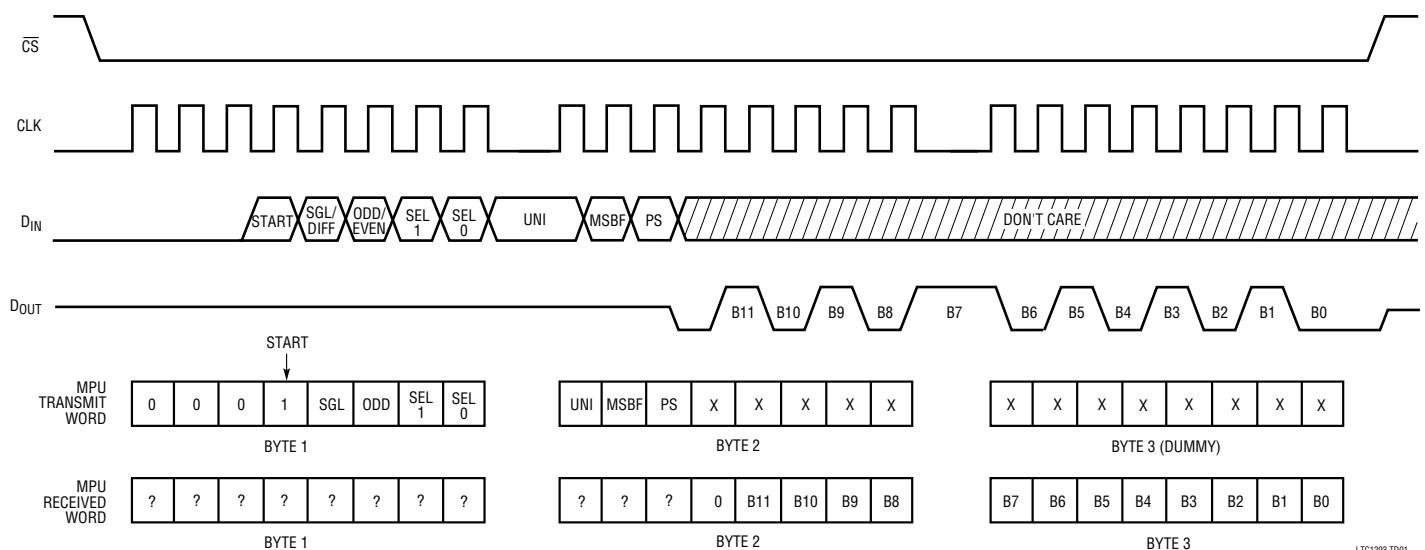 CS
CLK
DIN
START SGL/DIFF ODD/EVEN SEL 1 SEL 0 UNI MSBF PS DON'T CARE
DOUT
B11 B10 B9 B8 B7 B6 B5 B4 B3 B2 B1 B0
START
MPU TRANSMIT WORD
0 0 0 1 SGL ODD SEL 1 SEL 0
UNI MSBF PS X X X X X
X X X X X X X X
BYTE 1
BYTE 2
BYTE 3 (DUMMY)
MPU RECEIVED WORD
? ? ? ? ? ? ? ?
? ? ? 0 B11 B10 B9 B8
B7 B6 B5 B4 B3 B2 B1 B0
BYTE 1
BYTE 2
BYTE 3